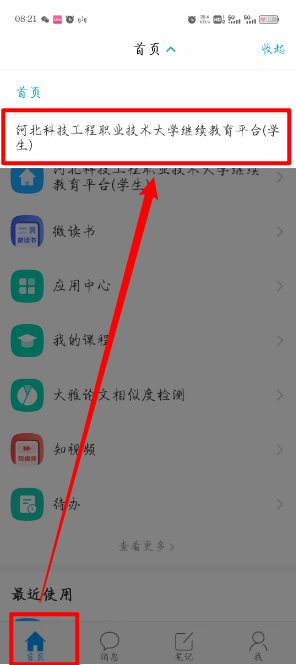 08:21
首页
收起
首页
河北科技工程职业技术大学继续教育平台(学
生)
河北科技工程职业技术大学继续
教育平台(学生)
微读书
应用中心
我的课程
大雅论文相似度检测
知视频
待办
查看更多
最近使用
首页
消息
笔记
我